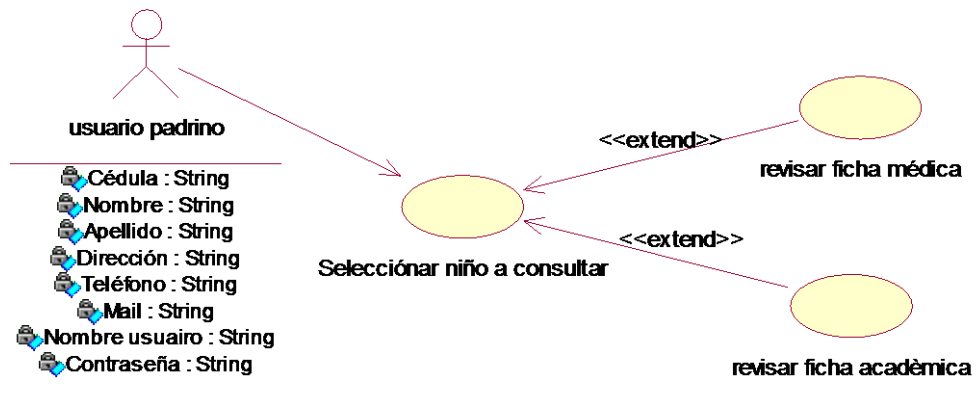 usuario padrino
Cédula : String
Nombre : String
Apellido : String
Dirección : String
Teléfono : String
Mail : String
Nombre usuairo : String
Contraseña : String
Selecciónar niño a consultar
<<extend>>
revisar ficha médica
<<extend>>
revisar ficha acadèmica